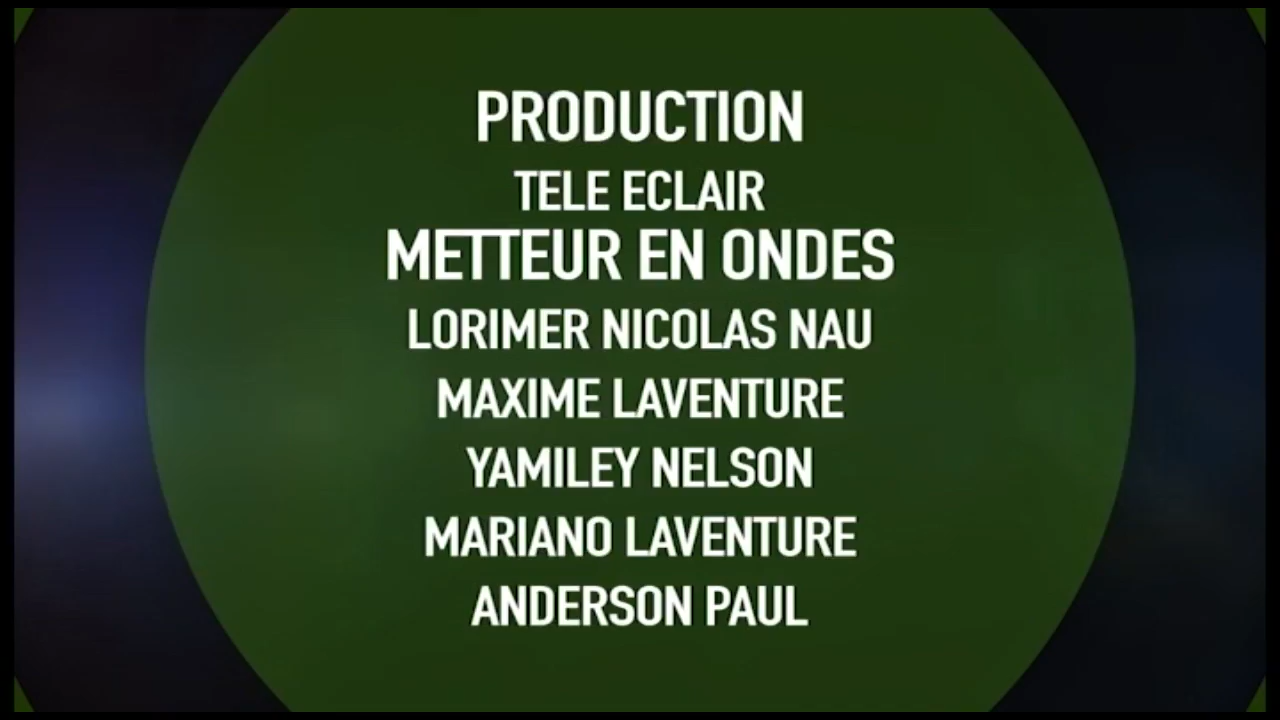 PRODUCTION
TELE ECLAIR
METTEUR EN ONDES
LORIMER NICOLAS NAU
MAXIME LAVENTURE
YAMILEY NELSON
MARIANO LAVENTURE
ANDERSON PAUL